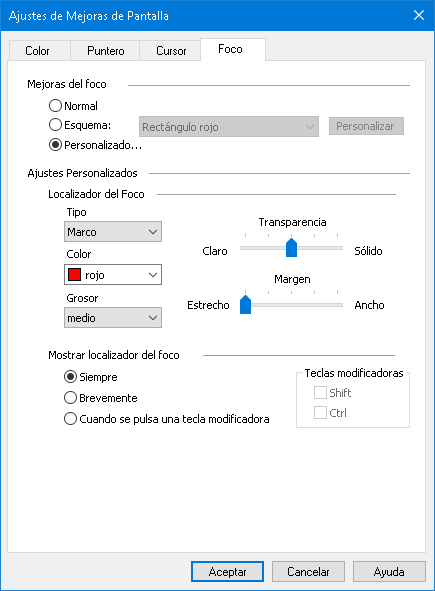 Ajustes de Mejoras de Pantalla
Color Puntero Cursor Foco
Mejoras del foco
Normal
Esquema: Rectángulo rojo Personalizar
Personalizado...
Ajustes Personalizados
Localizador del Foco
Tipo
Marco
Color
rojo
Grosor
medio
Transparencia
Claro Sólido
Margen
Estrecho Ancho
Mostrar localizador del foco
Siempre
Brevemente
Cuando se pulsa una tecla modificadora
Teclas modificadoras
Shift
Ctrl
Aceptar Cancelar Ayuda